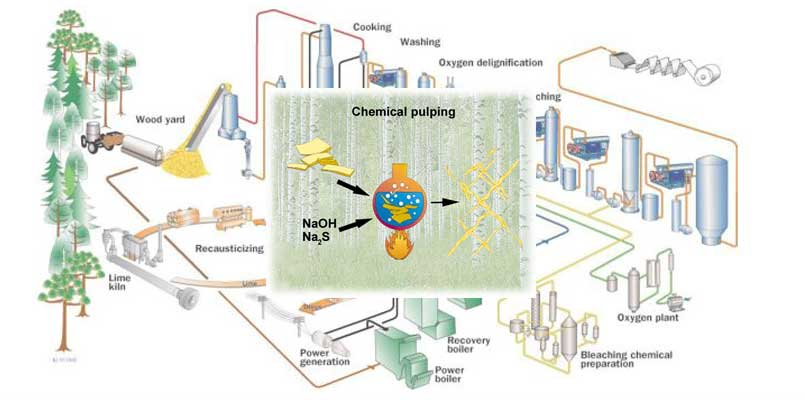 Cooking
Washing
Oxygen delignification
ching
Wood yard
Chemical pulping
NaOH
Na₂S
Recausticizing
Lime
kiln
Lime
Oxygen plant
Recovery
boiler
Power
generation
Power
boiler
Bleaching chemical
preparation